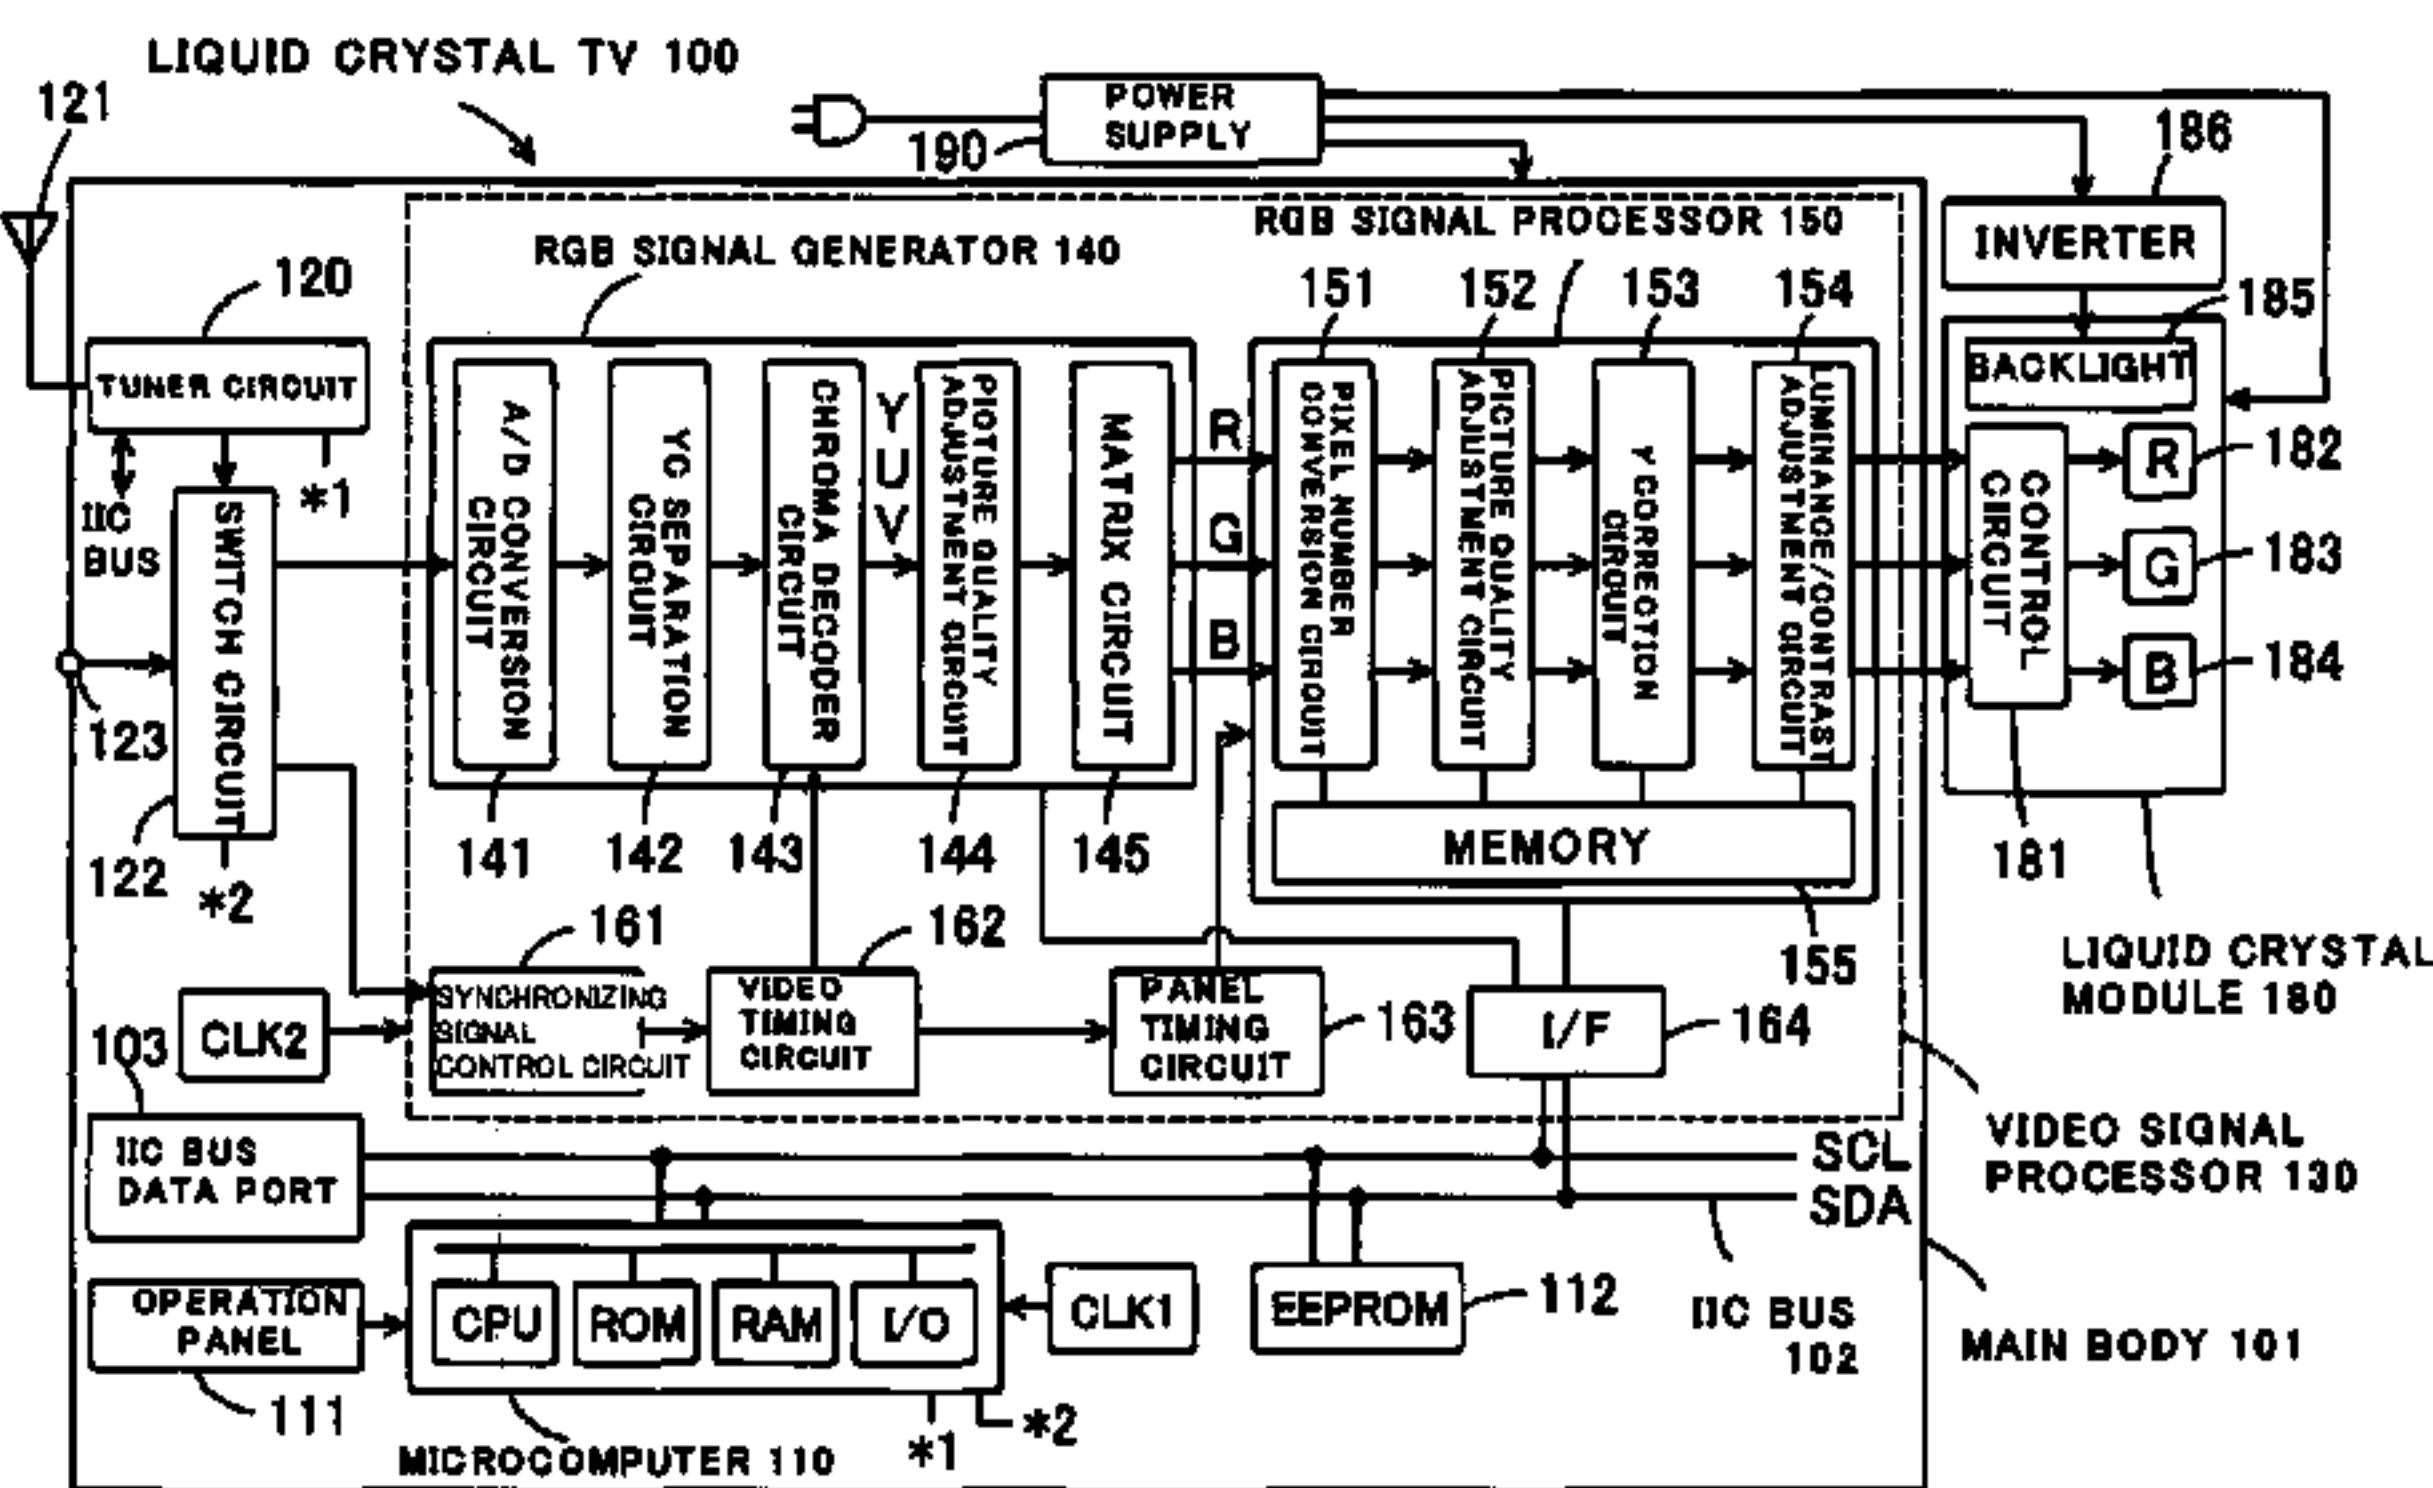 LIQUID CRYSTAL TV 100
121
POWER
SUPPLY
190
186
RGB SIGNAL PROCESSOR 150
RGB SIGNAL GENERATOR 140
INVERTER
120
151
152
153
154
185
TUNER CIRCUIT
BACKLIGHT
IIC
BUS
*1
SWITCH CIRCUIT
A/D CONVERSION
CIRCUIT
YC SEPARATION
CIRCUIT
CHROMA DECODER
CIRCUIT
Y
U
V
PICTURE QUALITY
ADJUSTMENT CIRCUIT
MATRIX CIRCUIT
R
G
B
PIXEL NUMBER
CONVERSION CIRCUIT
PICTURE QUALITY
ADJUSTMENT CIRCUIT
γ CORRECTION
CIRCUIT
LUMINANCE/CONTRAST
ADJUSTMENT CIRCUIT
CONTROL
CIRCUIT
R
182
G
183
B
184
123
122
*2
141
142
143
144
145
MEMORY
181
155
161
162
LIQUID CRYSTAL
MODULE 180
103
CLK2
SYNCHRONIZING
SIGNAL
CONTROL CIRCUIT
VIDEO
TIMING
CIRCUIT
PANEL
TIMING
CIRCUIT
163
I/F
164
VIDEO SIGNAL
PROCESSOR 130
IIC BUS
DATA PORT
SCL
SDA
OPERATION
PANEL
CPU
ROM
RAM
I/O
CLK1
EEPROM
112
IIC BUS
102
MAIN BODY 101
111
MICROCOMPUTER 110
*1
*2